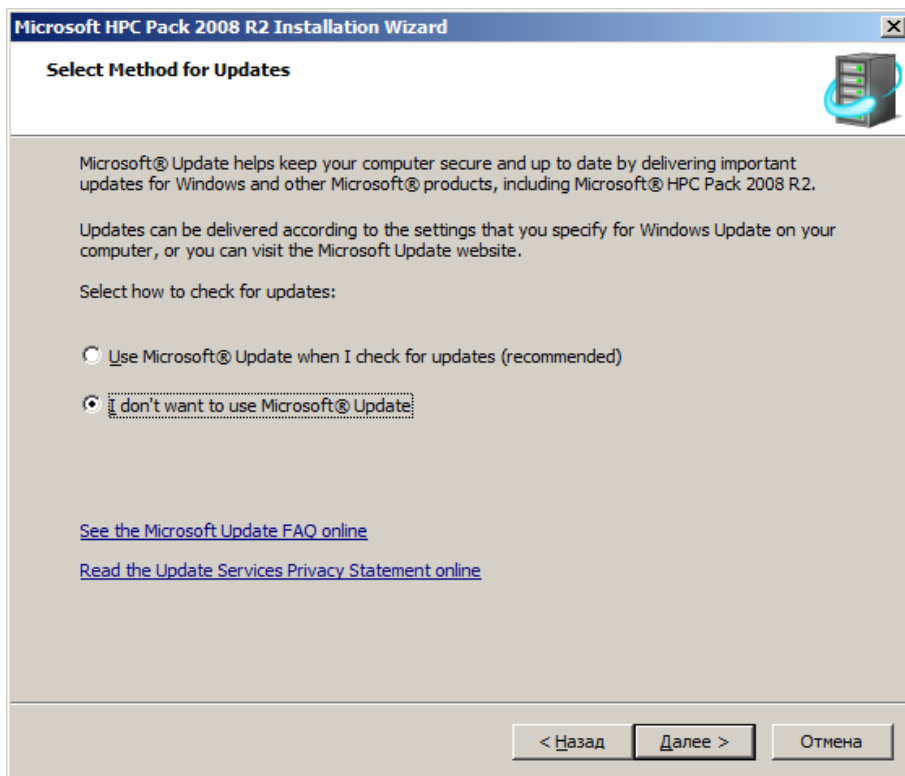 Microsoft HPC Pack 2008 R2 Installation Wizard
Select Method for Updates
Microsoft® Update helps keep your computer secure and up to date by delivering important
updates for Windows and other Microsoft® products, including Microsoft® HPC Pack 2008 R2.
Updates can be delivered according to the settings that you specify for Windows Update on your
computer, or you can visit the Microsoft Update website.
Select how to check for updates:
Use Microsoft® Update when I check for updates (recommended)
I don't want to use Microsoft® Update
See the Microsoft Update FAQ online
Read the Update Services Privacy Statement online
< Назад Далее > Отмена